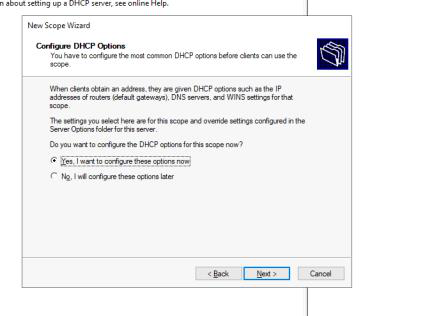 n about setting up a DHCP server, see online Help.
New Scope Wizard
Configure DHCP Options
You have to configure the most common DHCP options before clients can use the
scope.
When clients obtain an address, they are given DHCP options such as the IP
addresses of routers (default gateways), DNS servers, and WINS settings for that
scope.
The settings you select here are for this scope and override settings configured in the
Server Options folder for this server.
Do you want to configure the DHCP options for this scope now?
Yes, I want to configure these options now
No, I will configure these options later
< Back Next > Cancel